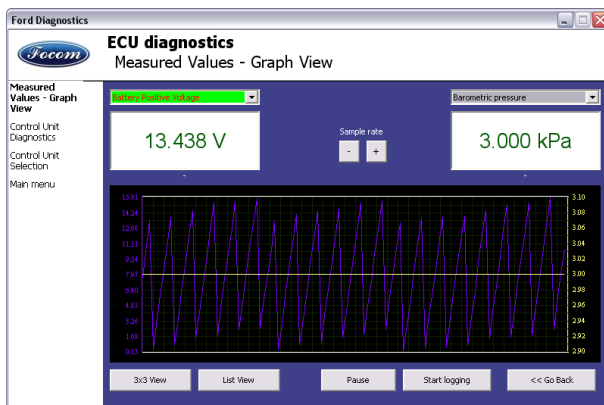 Ford Diagnostics
Focom
ECU diagnostics
Measured Values - Graph View
Measured
Values - Graph
View
Control Unit
Diagnostics
Control Unit
Selection
Main menu
Battery Positive Voltage
Barometric pressure
13.438 V
Sample rate
- +
3.000 kPa
-
-
15.81
14.24
12.68
11.11
9.54
7.97
6.40
4.83
3.26
1.69
0.13
3.10
3.08
3.06
3.04
3.02
3.00
2.98
2.96
2.94
2.92
2.90
3x3 View
List View
Pause
Start logging
<< Go Back